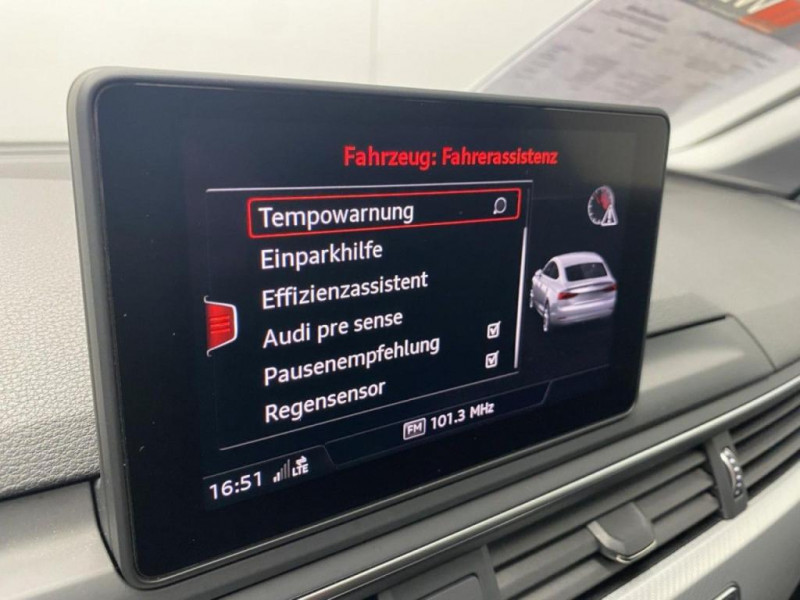 Fahrzeug: Fahrerassistenz
Tempowarnung
Einparkhilfe
Effizienzassistent
Audi pre sense
Pausenempfehlung
Regensensor
FM 101.3 MHz
16:51 LTE